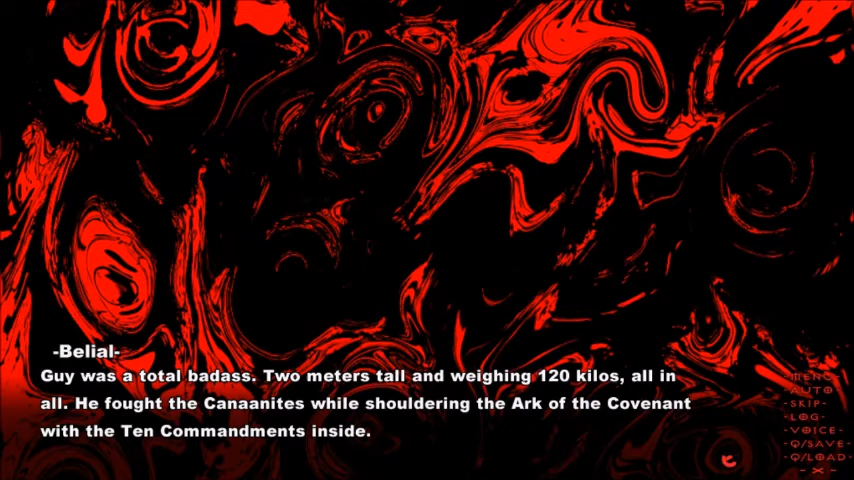 -Belial-
Guy was a total badass. Two meters tall and weighing 120 kilos, all in
all. He fought the Canaanites while shouldering the Ark of the Covenant
with the Ten Commandments inside.
-MENU-
-AUTO-
-SKIP-
-LOG-
-VOICE-
-Q/SAVE-
-Q/LOAD-
-X-